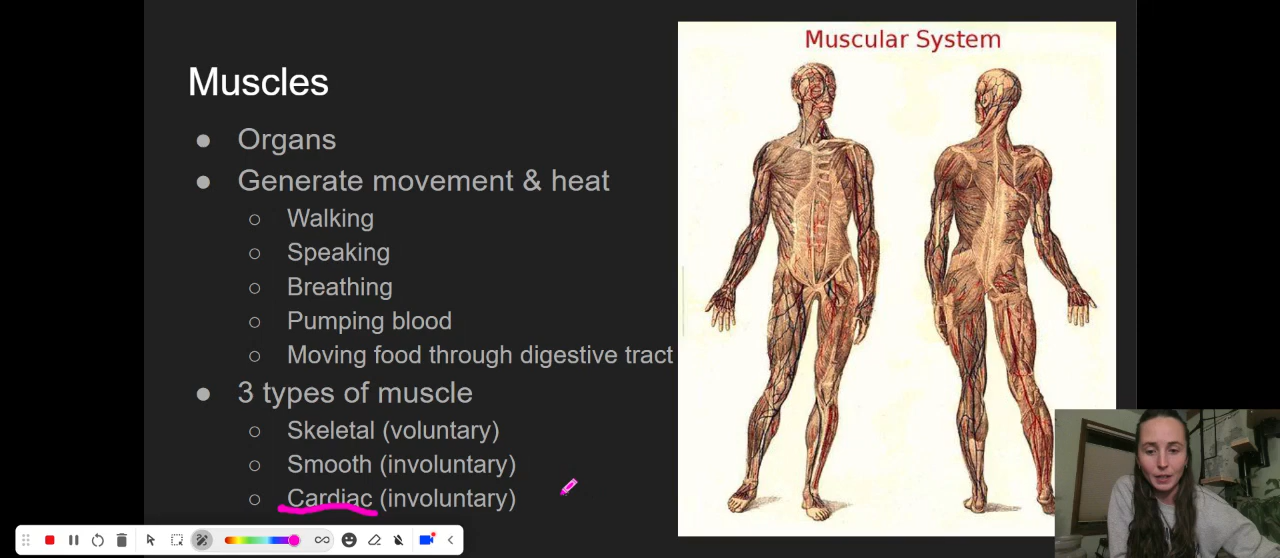 Muscular System
Muscles
● Organs
● Generate movement & heat
○ Walking
○ Speaking
○ Breathing
○ Pumping blood
○ Moving food through digestive tract
● 3 types of muscle
○ Skeletal (voluntary)
○ Smooth (involuntary)
○ Cardiac (involuntary)